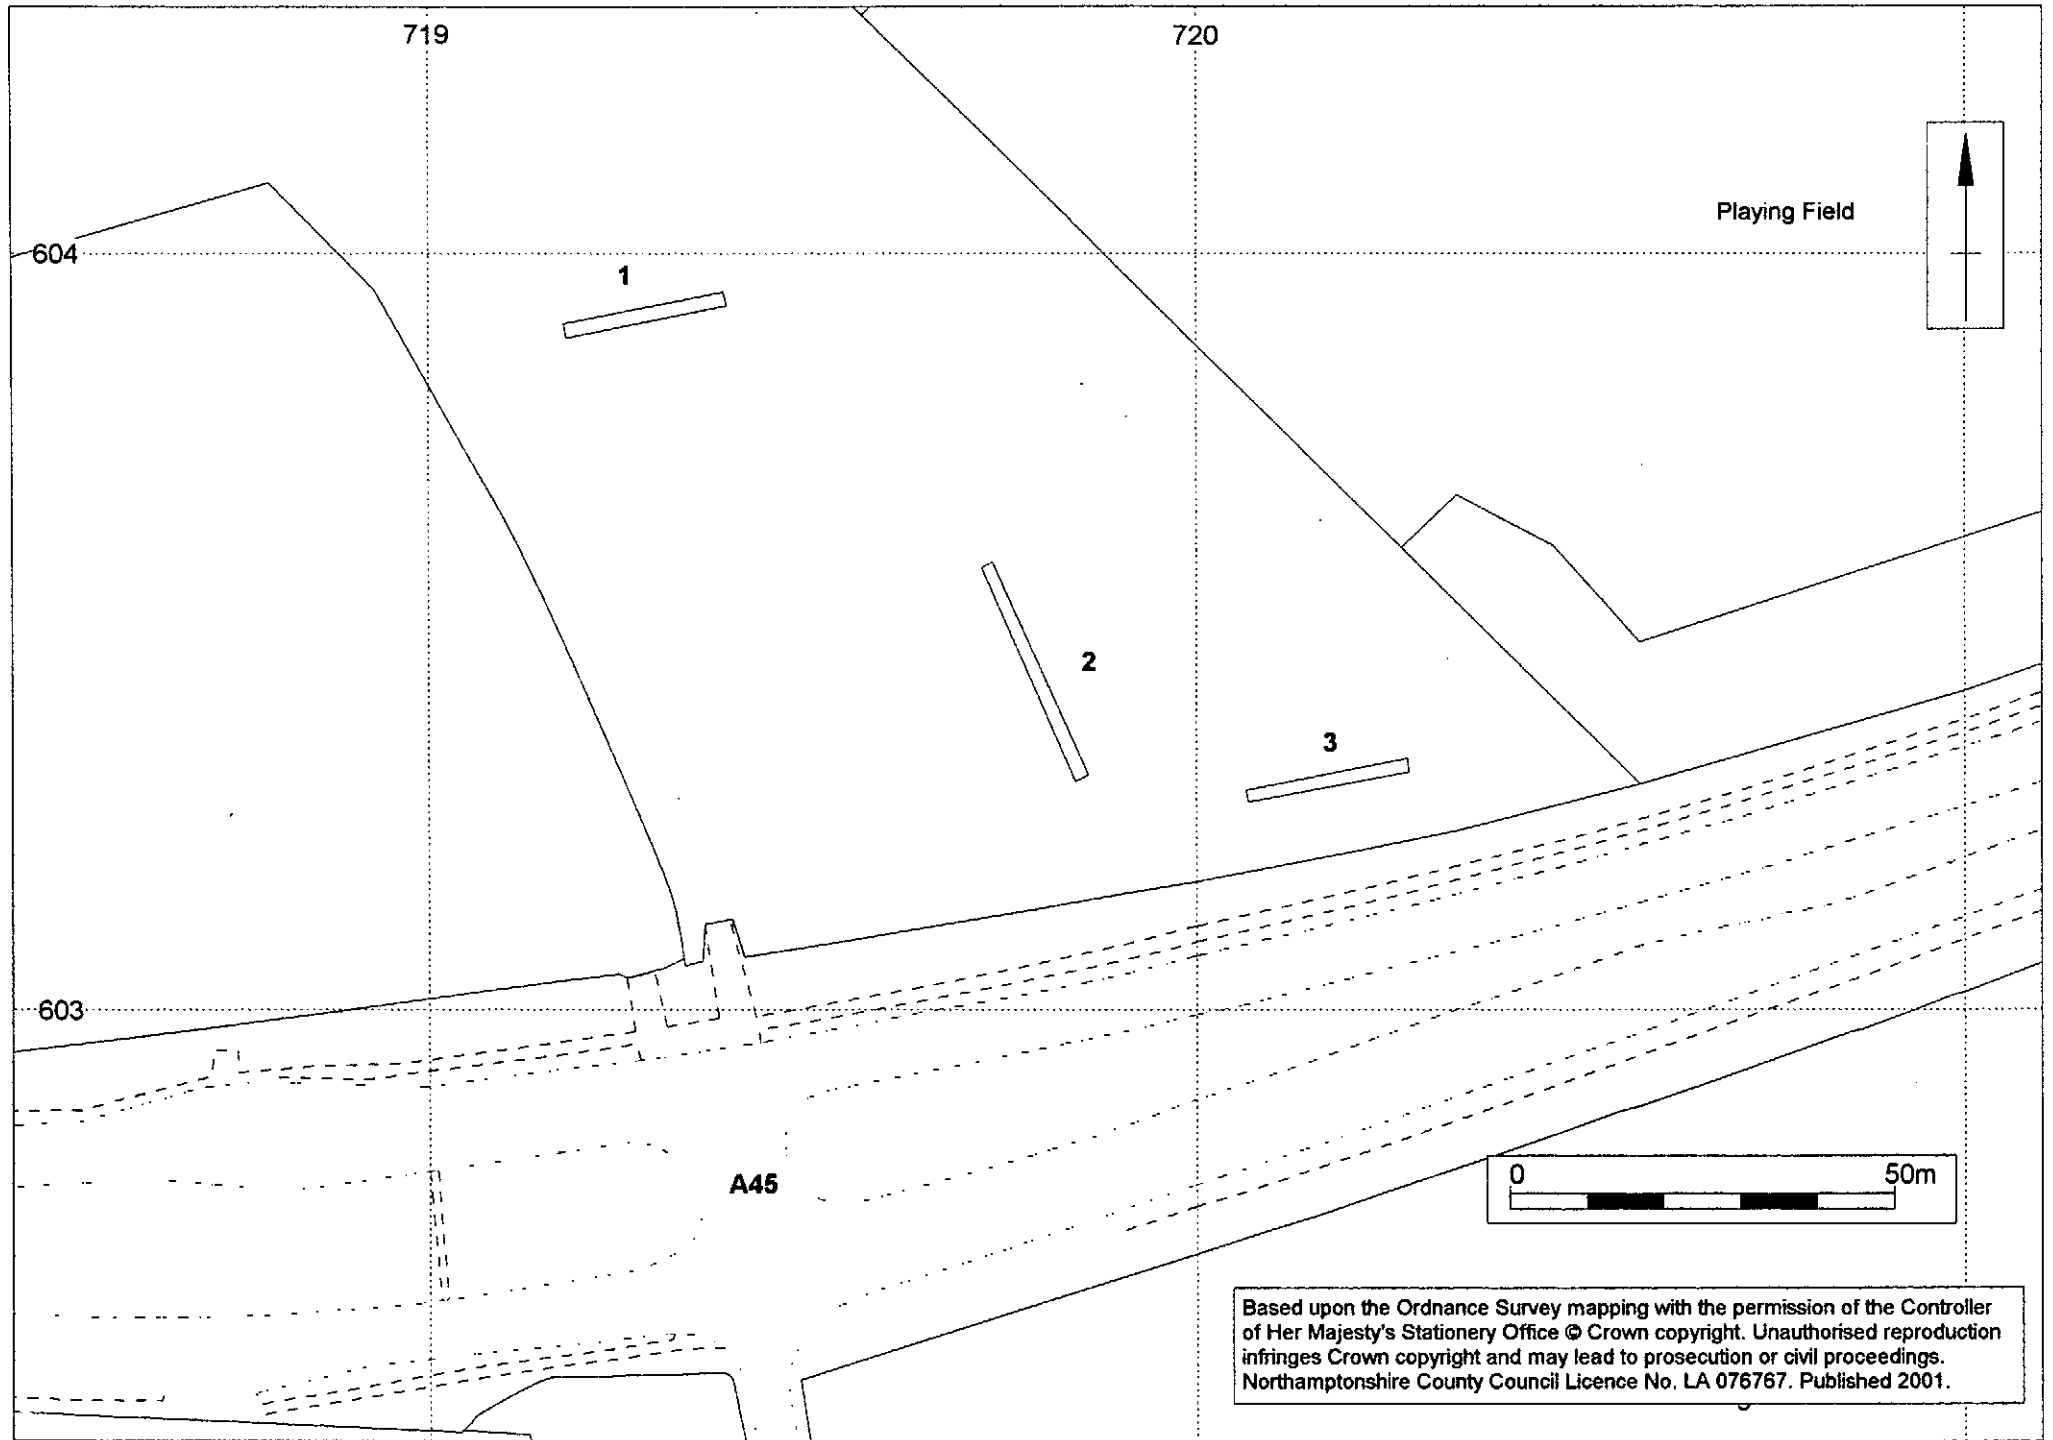 719
720
Playing Field
604
1
2
3
603
A45
0 50m
Based upon the Ordnance Survey mapping with the permission of the Controller
of Her Majesty's Stationery Office © Crown copyright. Unauthorised reproduction
infringes Crown copyright and may lead to prosecution or civil proceedings.
Northamptonshire County Council Licence No. LA 076767. Published 2001.